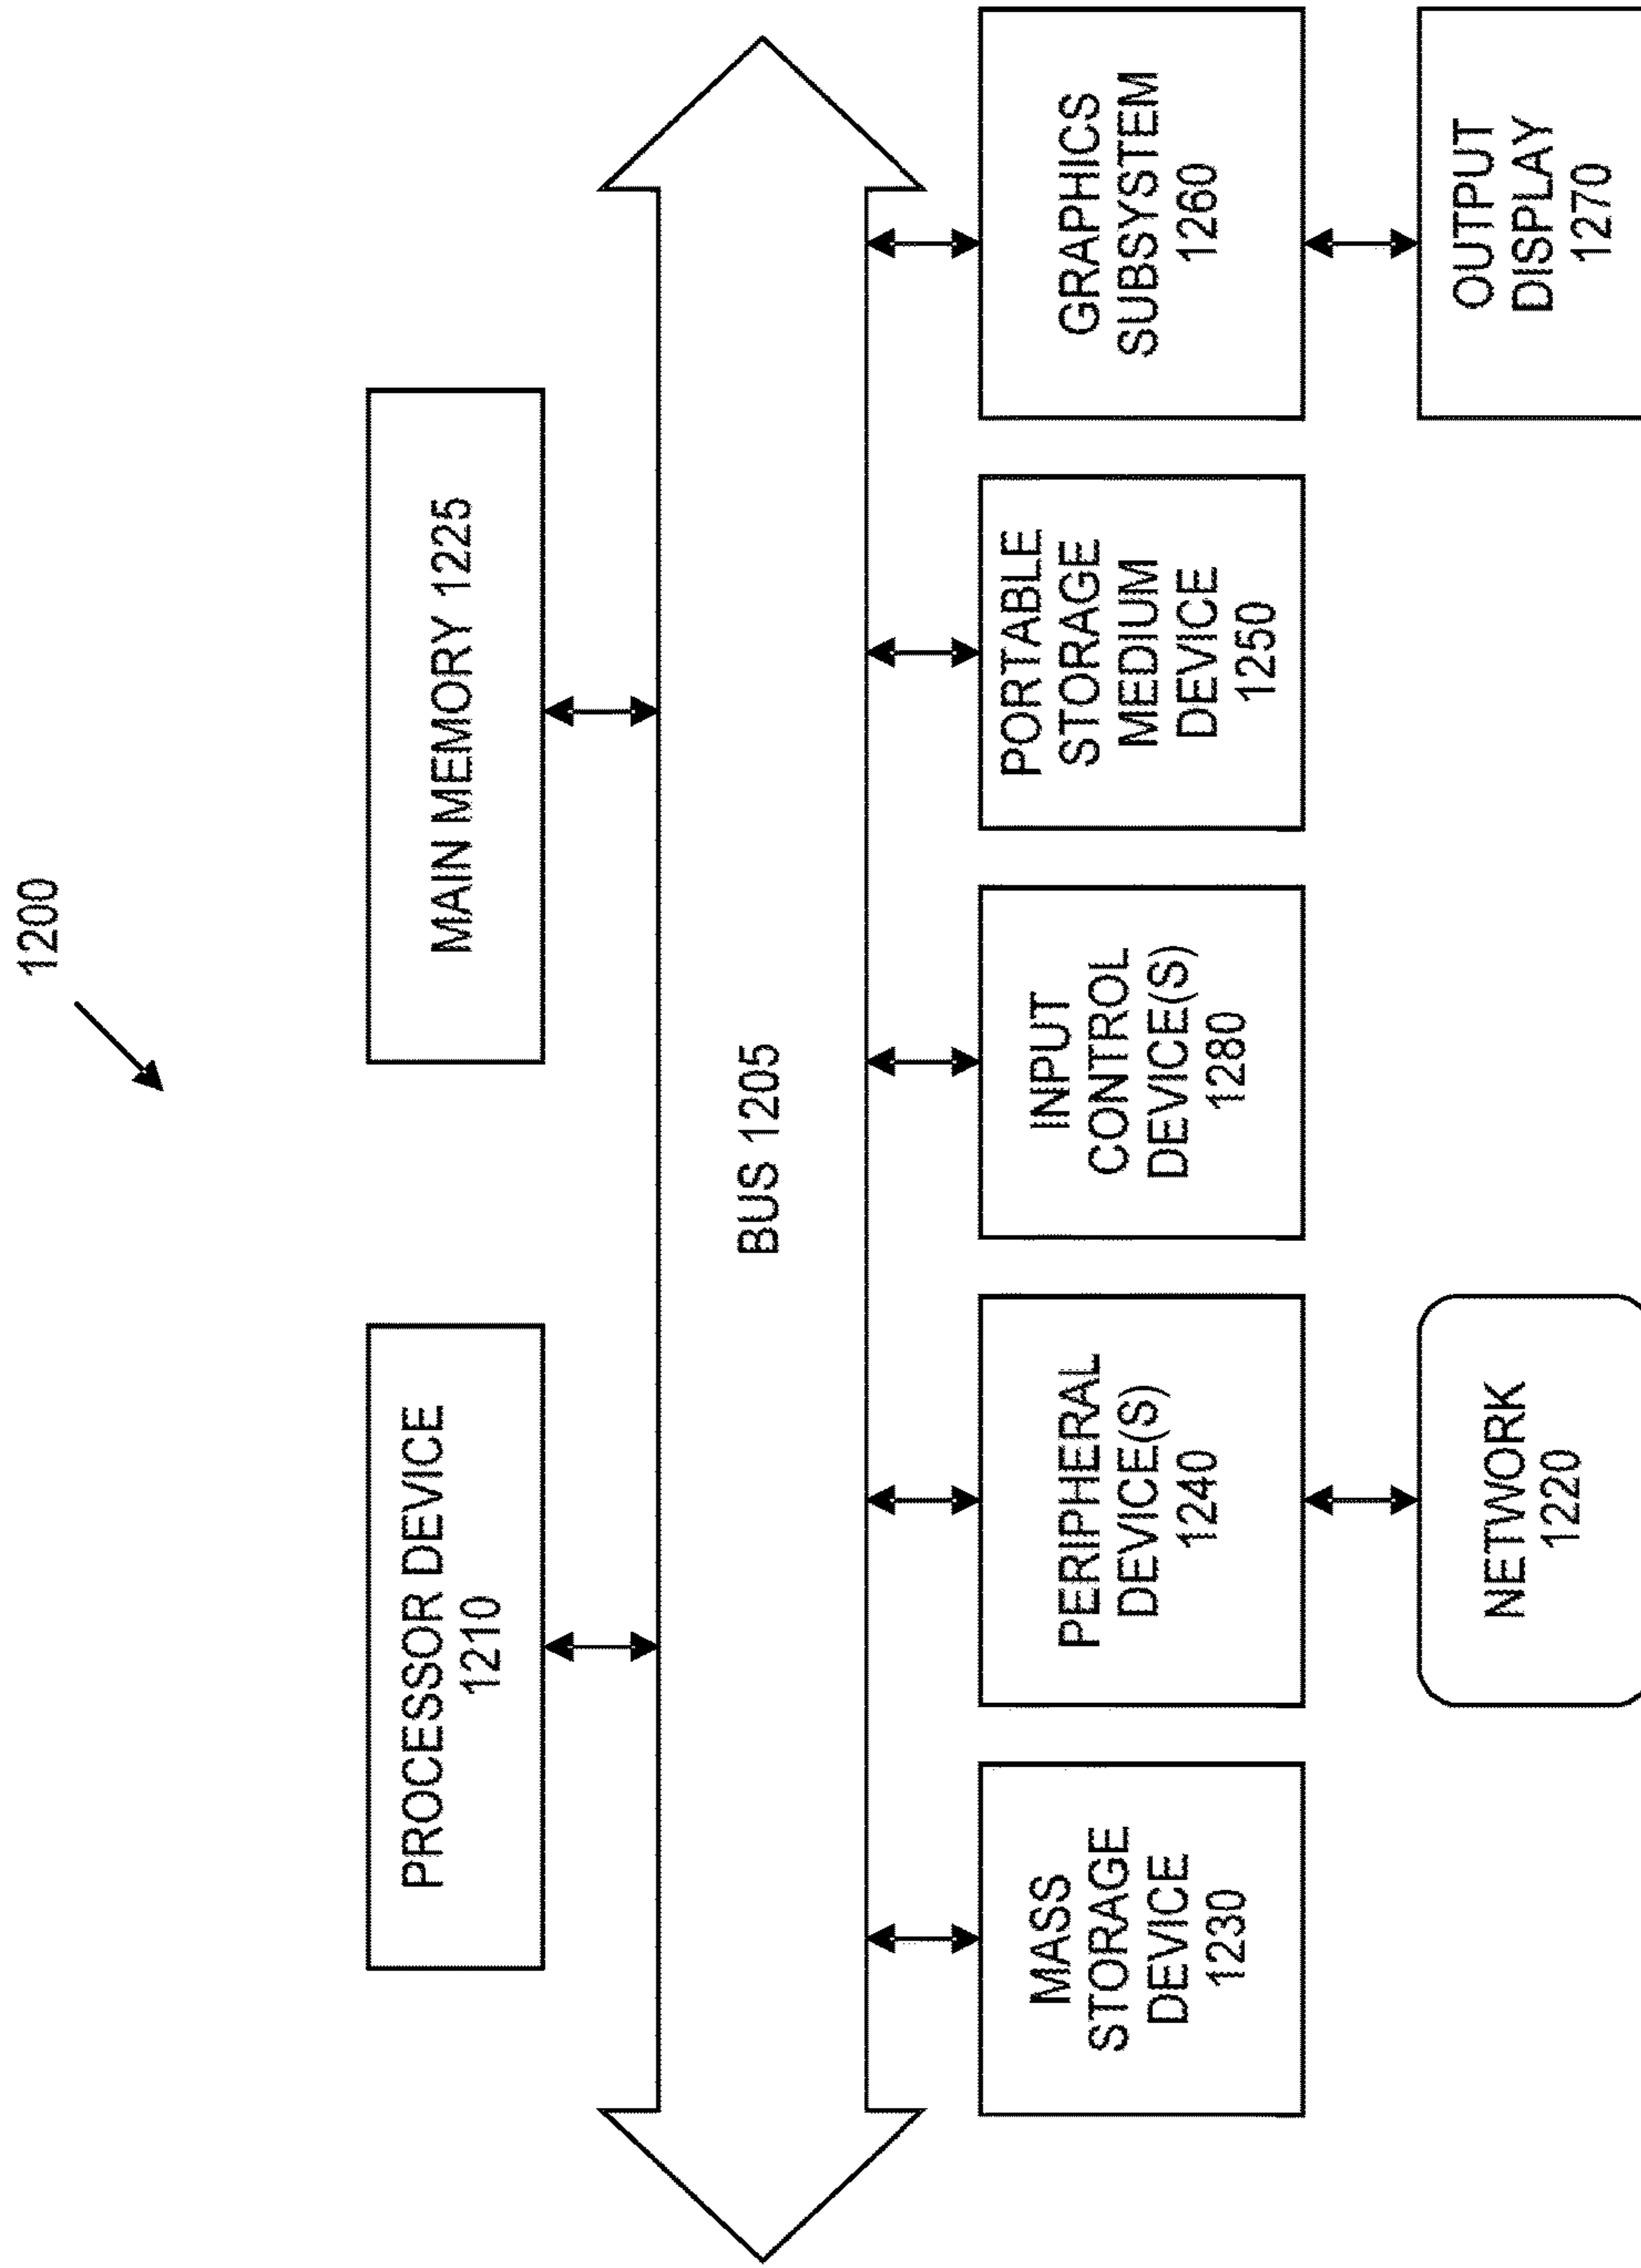 1200
PROCESSOR DEVICE
1210
MAIN MEMORY 1225
BUS 1205
MASS
STORAGE
DEVICE
1230
PERIPHERAL
DEVICE(S)
1240
INPUT
CONTROL
DEVICE(S)
1280
PORTABLE
STORAGE
MEDIUM
DEVICE
1250
GRAPHICS
SUBSYSTEM
1260
NETWORK
1220
OUTPUT
DISPLAY
1270